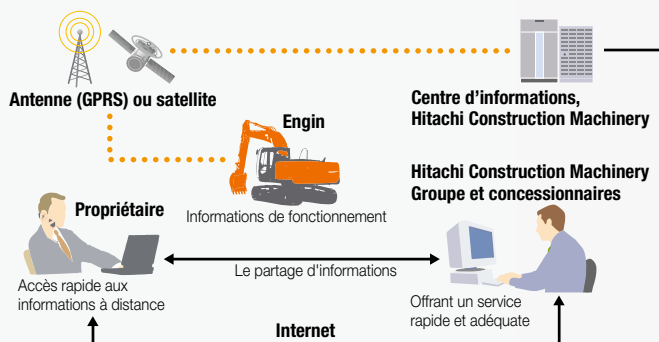 Antenne (GPRS) ou satellite
Centre d'informations,
Hitachi Construction Machinery
Engin
Informations de fonctionnement
Hitachi Construction Machinery
Groupe et concessionnaires
Propriétaire
Accès rapide aux
informations à distance
Le partage d'informations
Offrant un service
rapide et adéquate
Internet